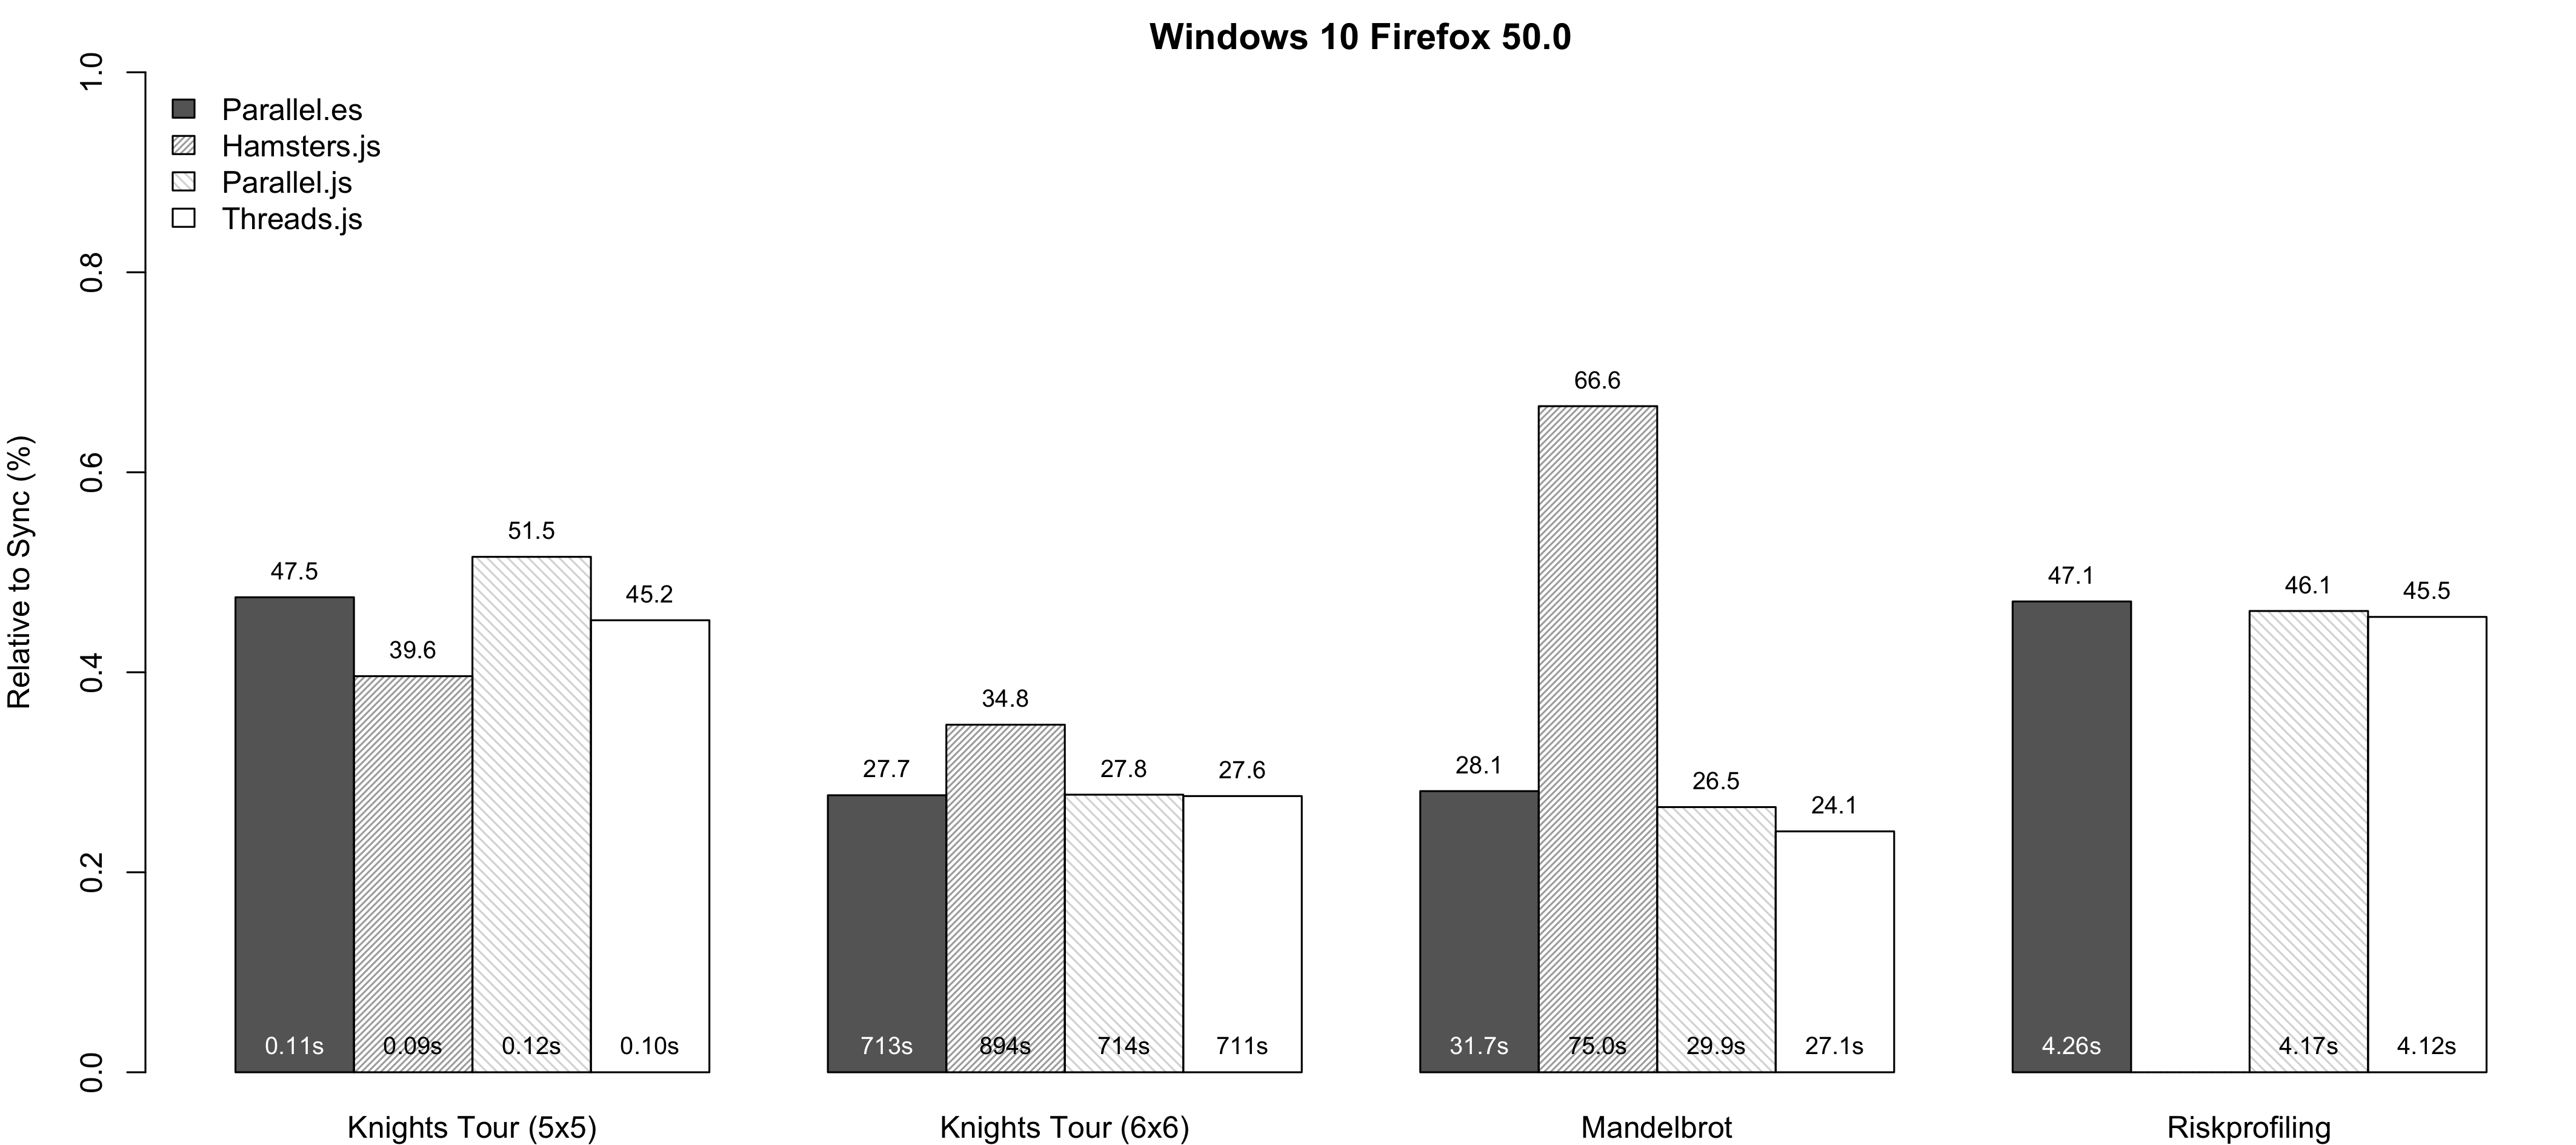 Windows 10 Firefox 50.0
Relative to Sync (%)
1.0
0.8
0.6
0.4
0.2
0.0
Parallel.es
Hamsters.js
Parallel.js
Threads.js
47.5
39.6
51.5
45.2
0.11s
0.09s
0.12s
0.10s
Knights Tour (5x5)
27.7
34.8
27.8
27.6
713s
894s
714s
711s
Knights Tour (6x6)
28.1
66.6
26.5
24.1
31.7s
75.0s
29.9s
27.1s
Mandelbrot
47.1
46.1
45.5
4.26s
4.17s
4.12s
Riskprofiling